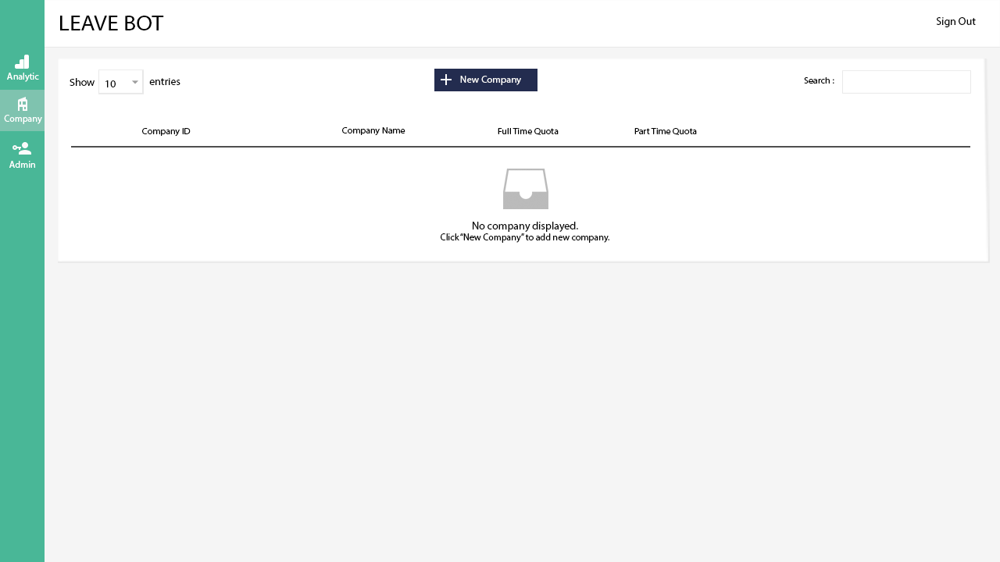 LEAVE BOT
Sign Out
Analytic
Company
Admin
Show 10 entries
New Company
Search :
Company ID Company Name Full Time Quota Part Time Quota
No company displayed.
Click “New Company” to add new company.